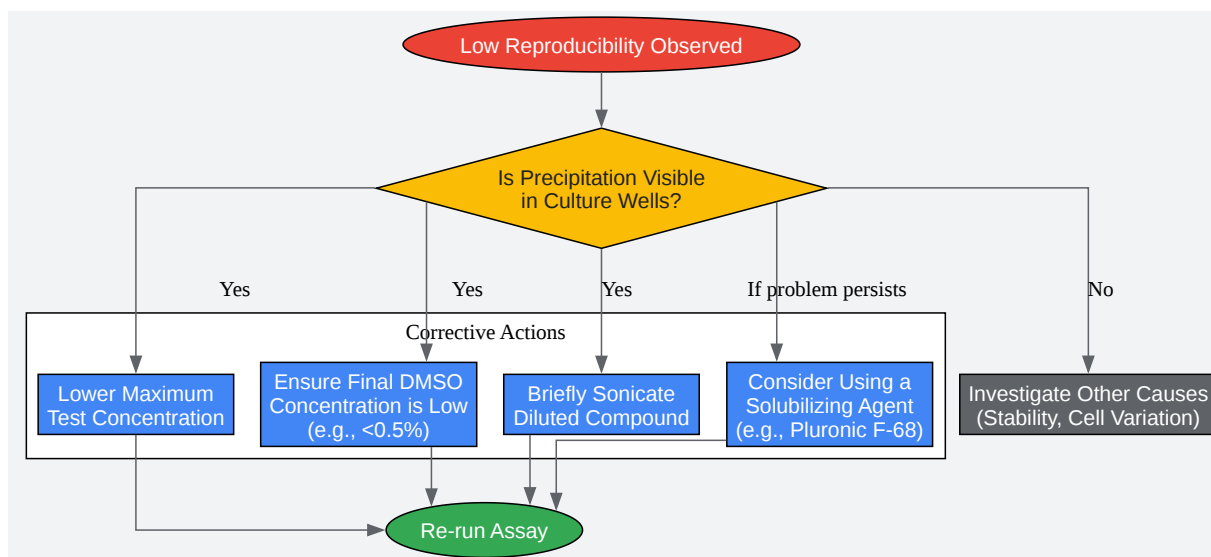 Low Reproducibility Observed
Is Precipitation Visible
in Culture Wells?
Yes
Yes
Yes
If problem persists
No
Corrective Actions
Lower Maximum
Test Concentration
Ensure Final DMSO
Concentration is Low
(e.g., <0.5%)
Briefly Sonicate
Diluted Compound
Consider Using a
Solubilizing Agent
(e.g., Pluronic F-68)
Investigate Other Causes
(Stability, Cell Variation)
Re-run Assay